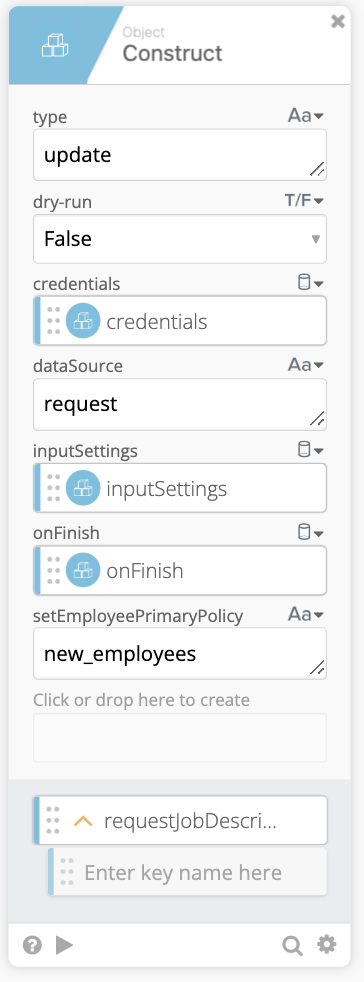 Object
Construct
type
Aa
update
dry-run
T/F
False
credentials
credentials
dataSource
Aa
request
inputSettings
inputSettings
onFinish
onFinish
setEmployeePrimaryPolicy
Aa
new_employees
Click or drop here to create
requestJobDescri...
Enter key name here